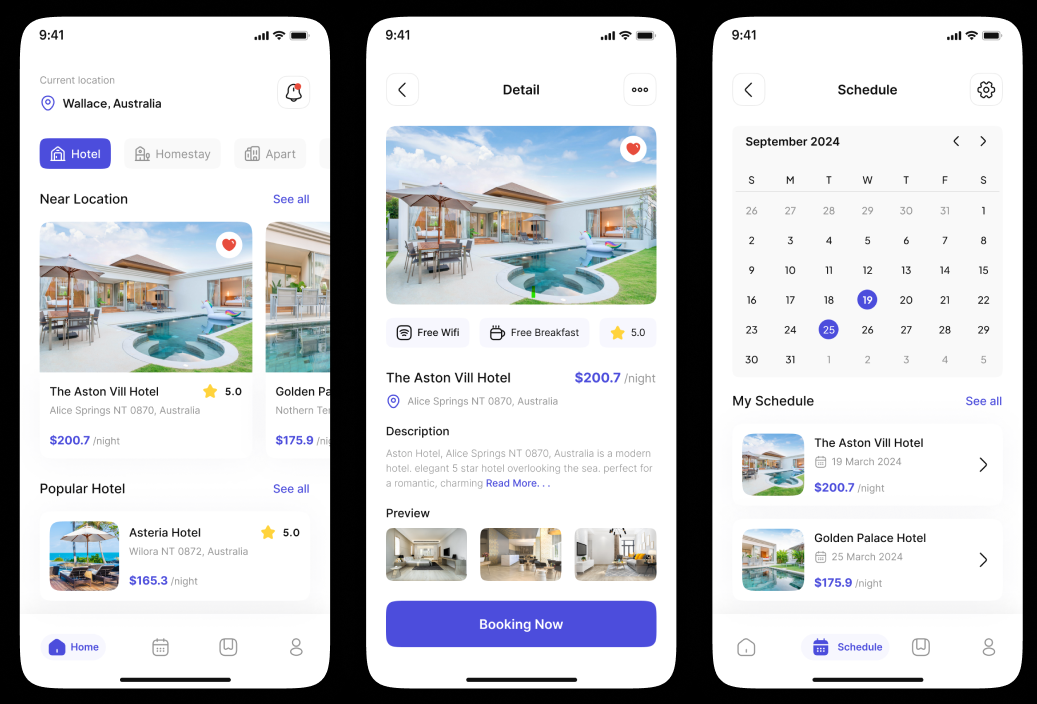 9:41
Current location
Wallace, Australia
Hotel
Homestay
Apart
Near Location
See all
The Aston Vill Hotel
5.0
Alice Springs NT 0870, Australia
$200.7 /night
Golden Pa
Nothern Ter
$175.9 /ni
Popular Hotel
See all
Asteria Hotel
5.0
Wilora NT 0872, Australia
$165.3 /night
Home
9:41
Detail
Free Wifi
Free Breakfast
5.0
The Aston Vill Hotel
$200.7 /night
Alice Springs NT 0870, Australia
Description
Aston Hotel, Alice Springs NT 0870, Australia is a modern
hotel. elegant 5 star hotel overlooking the sea. perfect for
a romantic, charming Read More. . .
Preview
Booking Now
9:41
Schedule
September 2024
S M T W T F S
26 27 28 29 30 31 1
2 3 4 5 6 7 8
9 10 11 12 13 14 15
16 17 18 19 20 21 22
23 24 25 26 27 28 29
30 31 1 2 3 4 5
My Schedule
See all
The Aston Vill Hotel
19 March 2024
$200.7 /night
Golden Palace Hotel
25 March 2024
$175.9 /night
Schedule